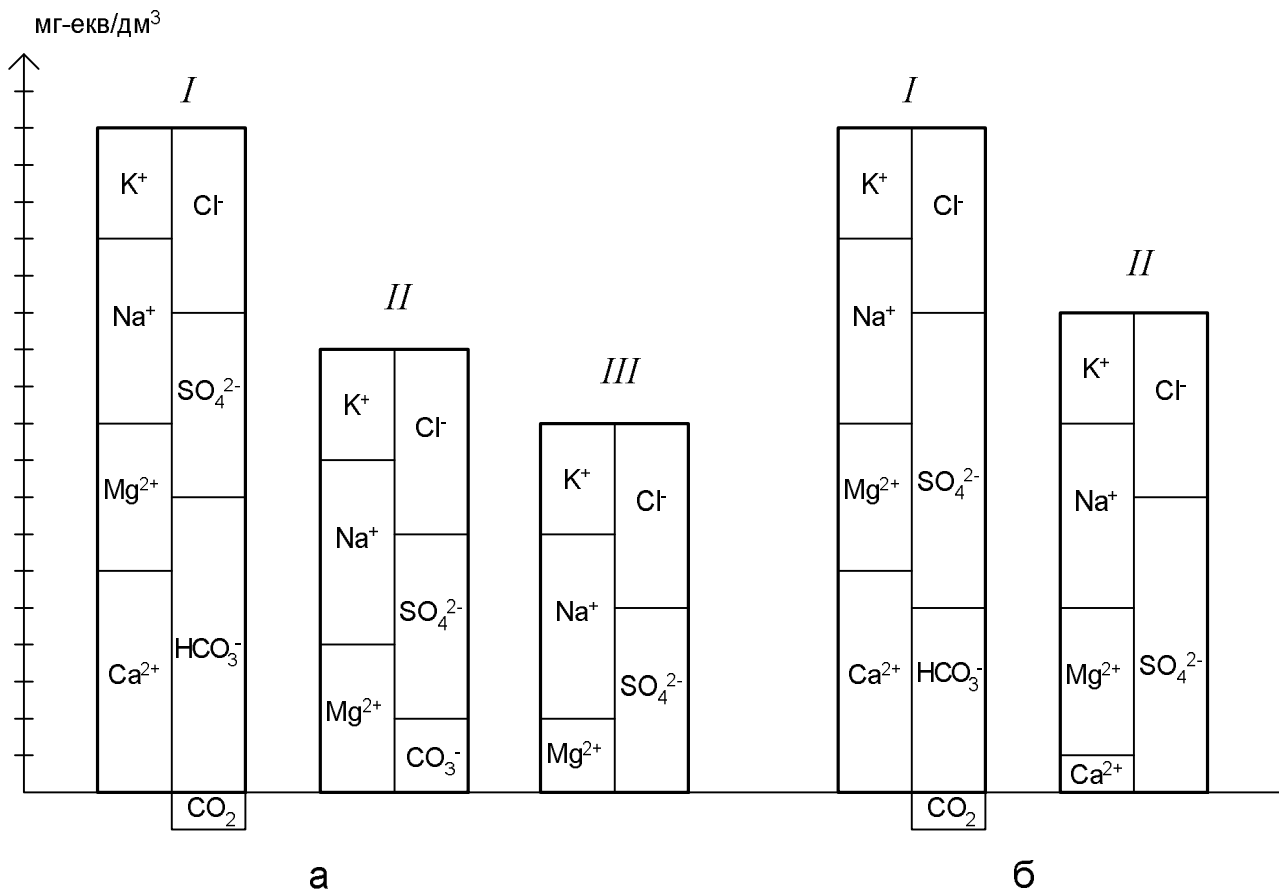 мг-екв/дм³
I
K⁺
Cl⁻
Na⁺
SO₄²⁻
Mg²⁺
HCO₃⁻
Ca²⁺
CO₂
II
K⁺
Cl⁻
Na⁺
SO₄²⁻
Mg²⁺
CO₃⁻
III
K⁺
Cl⁻
Na⁺
SO₄²⁻
Mg²⁺
а
I
K⁺
Cl⁻
Na⁺
SO₄²⁻
Mg²⁺
HCO₃⁻
Ca²⁺
CO₂
II
K⁺
Cl⁻
Na⁺
SO₄²⁻
Mg²⁺
Ca²⁺
б